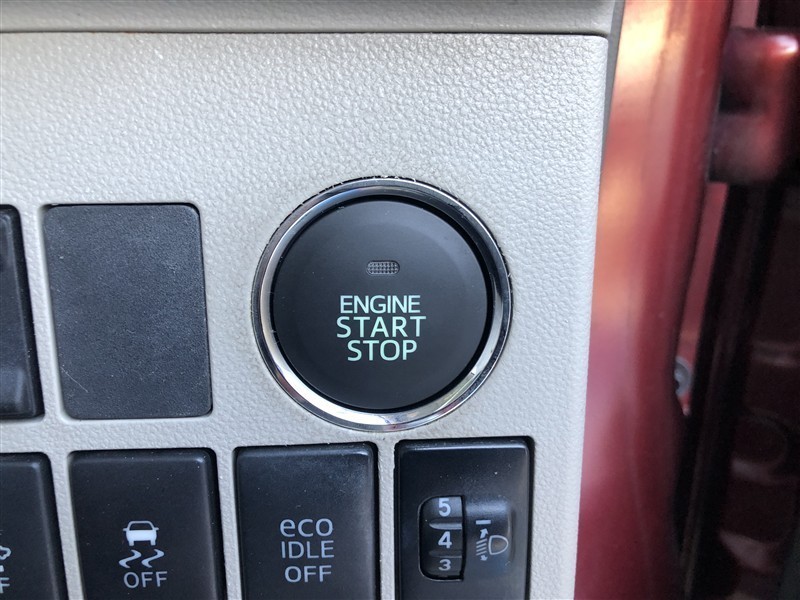 ENGINE
START
STOP
OFF
eco
IDLE
OFF
5
4
3